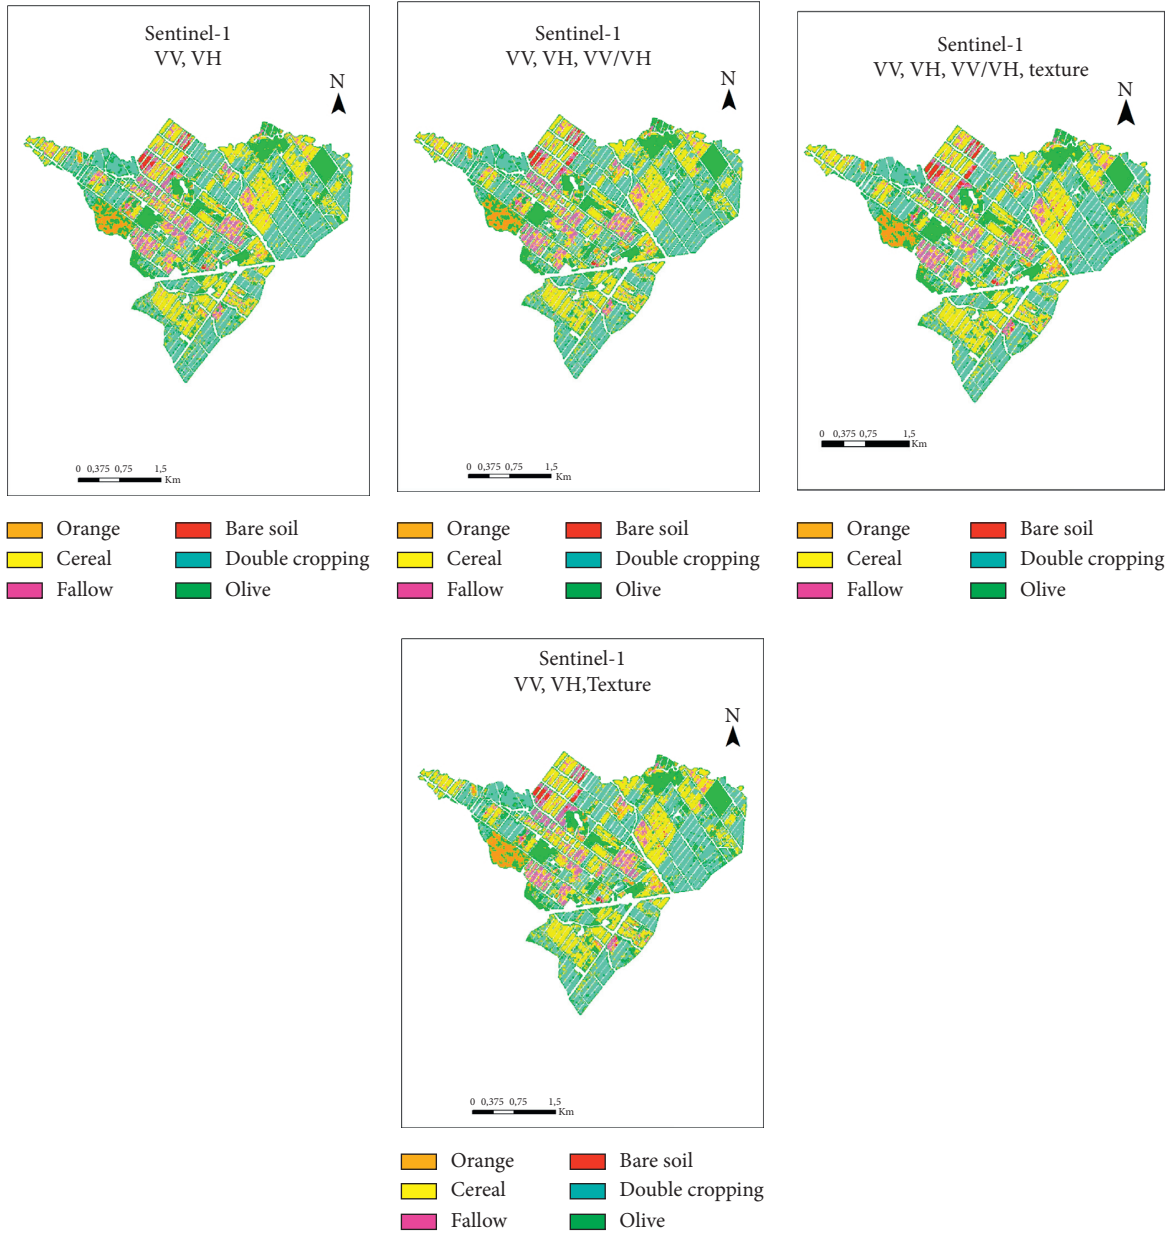 Sentinel-1
VV, VH
N
0 0,375 0,75 1,5
Km
Orange
Bare soil
Cereal
Double cropping
Fallow
Olive
Sentinel-1
VV, VH, VV/VH
N
0 0,375 0,75 1,5
Km
Orange
Bare soil
Cereal
Double cropping
Fallow
Olive
Sentinel-1
VV, VH, VV/VH, texture
N
0 0,375 0,75 1,5
Km
Orange
Bare soil
Cereal
Double cropping
Fallow
Olive
Sentinel-1
VV, VH,Texture
N
0 0,375 0,75 1,5
Km
Orange
Bare soil
Cereal
Double cropping
Fallow
Olive